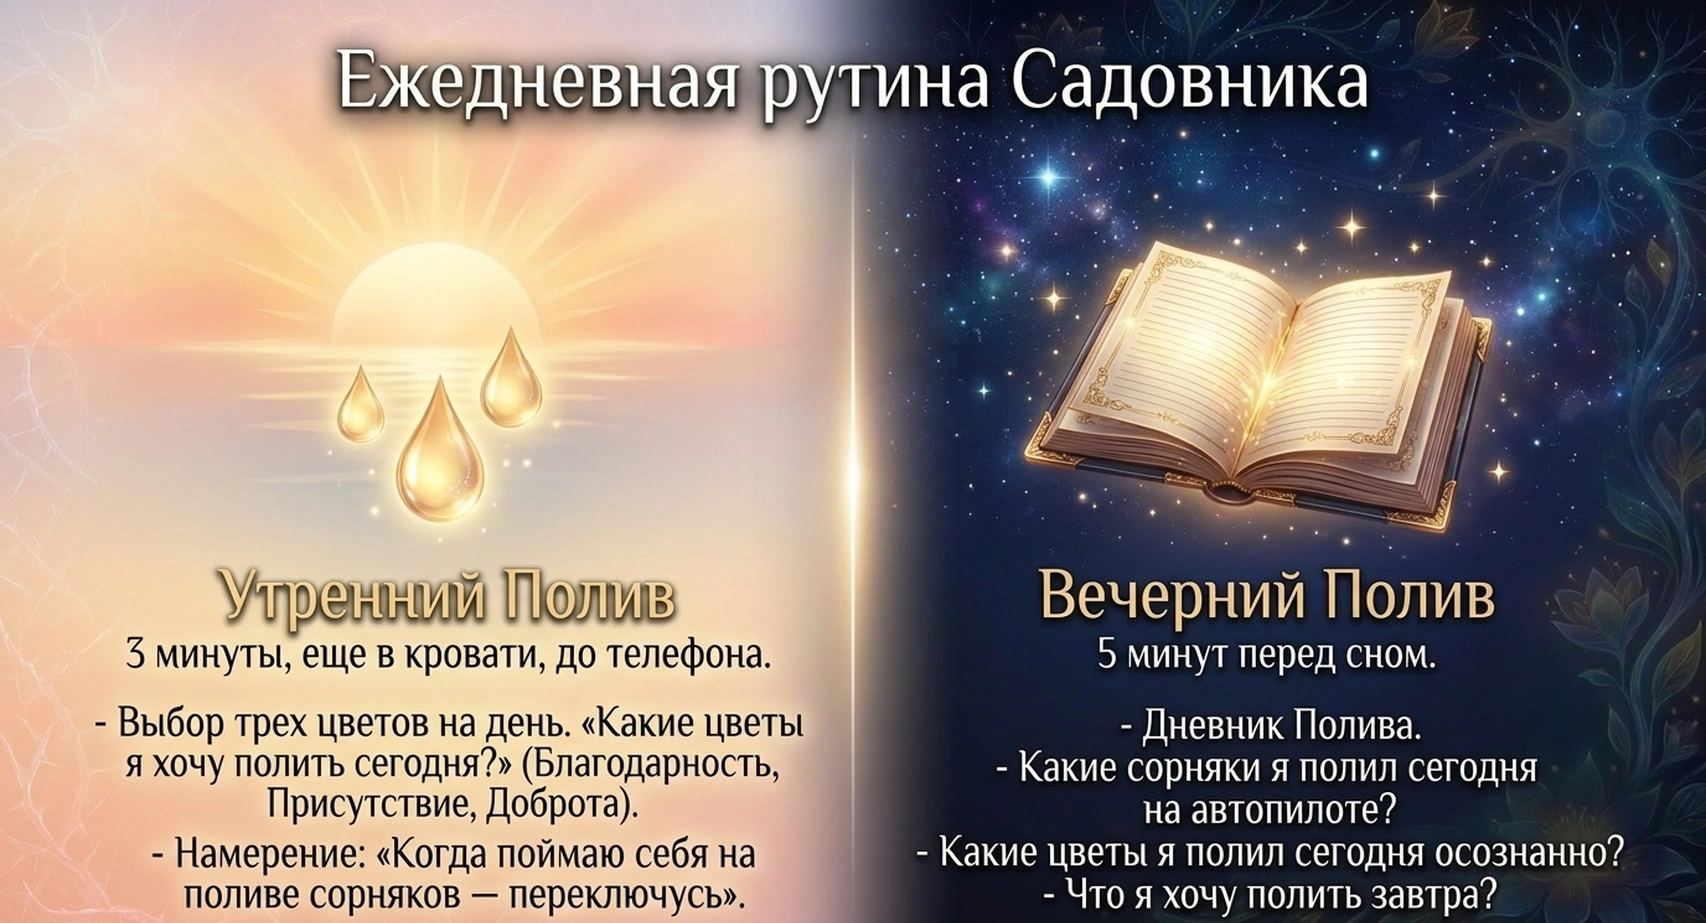 Ежедневная рутина Садовника
Утренний Полив
3 минуты, еще в кровати, до телефона.
- Выбор трех цветов на день. «Какие цветы
я хочу полить сегодня?» (Благодарность,
Присутствие, Доброта).
- Намерение: «Когда поймаю себя на
поливе сорняков — переключусь».
Вечерний Полив
5 минут перед сном.
- Дневник Полива.
- Какие сорняки я полил сегодня
на автопилоте?
- Какие цветы я полил сегодня осознанно?
- Что я хочу полить завтра?